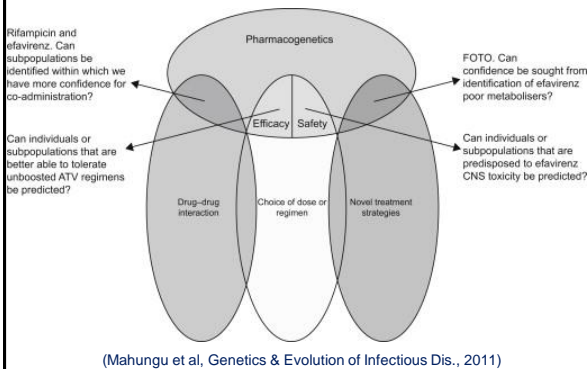 Pharmacogenetics
Rifampicin and
efavirenz. Can
subpopulations be
identified within which we
have more confidence for
co-administration?
FOTO. Can
confidence be sought from
identification of efavirenz
poor metabolisers?
Efficacy
Safety
Can individuals or
subpopulations that are
better able to tolerate
unboosted ATV regimens
be predicted?
Can individuals or
subpopulations that are
predisposed to efavirenz
CNS toxicity be predicted?
Drug–drug
interaction
Choice of dose or
regimen
Novel treatment
strategies
(Mahungu et al, Genetics & Evolution of Infectious Dis., 2011)